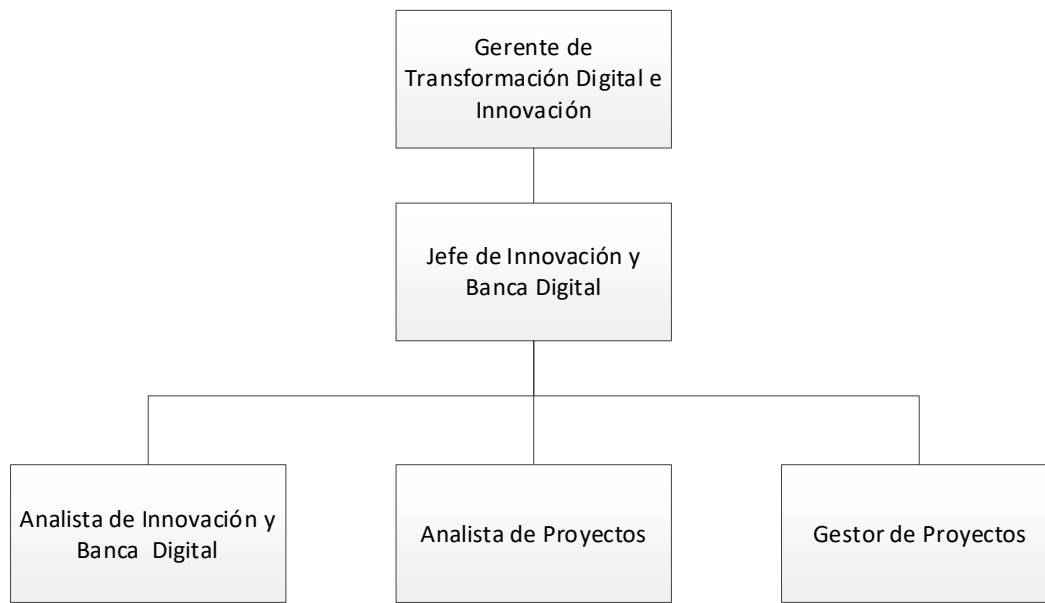 Gerente de
Transformación Digital e
Innovación
Jefe de Innovación y
Banca Digital
Analista de Innovación y
Banca  Digital
Analista de Proyectos
Gestor de Proyectos